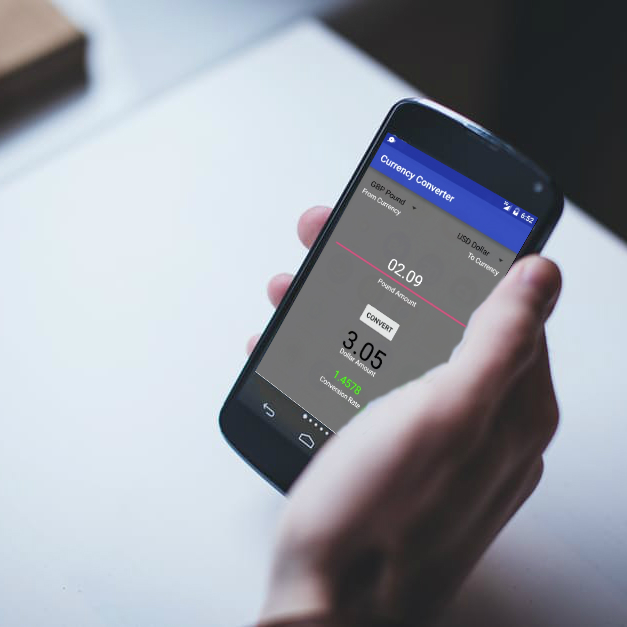 6:52
Currency Converter
GBP Pound
From Currency
USD Dollar
To Currency
02.09
Pound Amount
CONVERT
3.05
Dollar Amount
1.4578
Conversion Rate